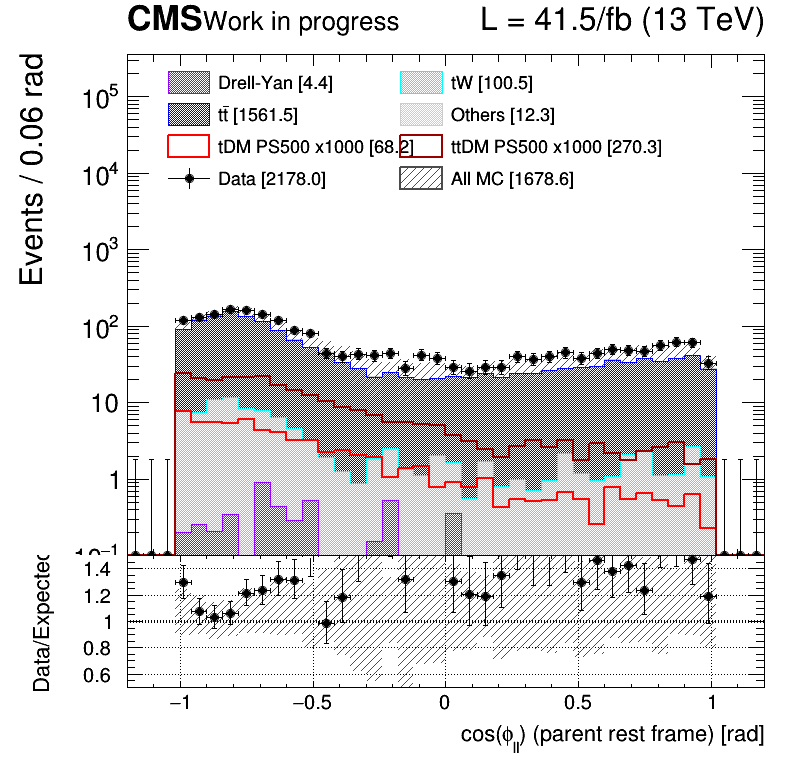 CMS Work in progress L = 41.5/fb (13 TeV)
Events / 0.06 rad
Drell-Yan [4.4] tW [100.5]
tt̄ [1561.5] Others [12.3]
tDM PS500 x1000 [68.2] ttDM PS500 x1000 [270.3]
Data [2178.0] All MC [1678.6]
10⁵
10⁴
10³
10²
10
1
10⁻¹
Data/Expected
1.4
1.2
1
0.8
0.6
−1 −0.5 0 0.5 1
cos(ϕ_ll) (parent rest frame) [rad]